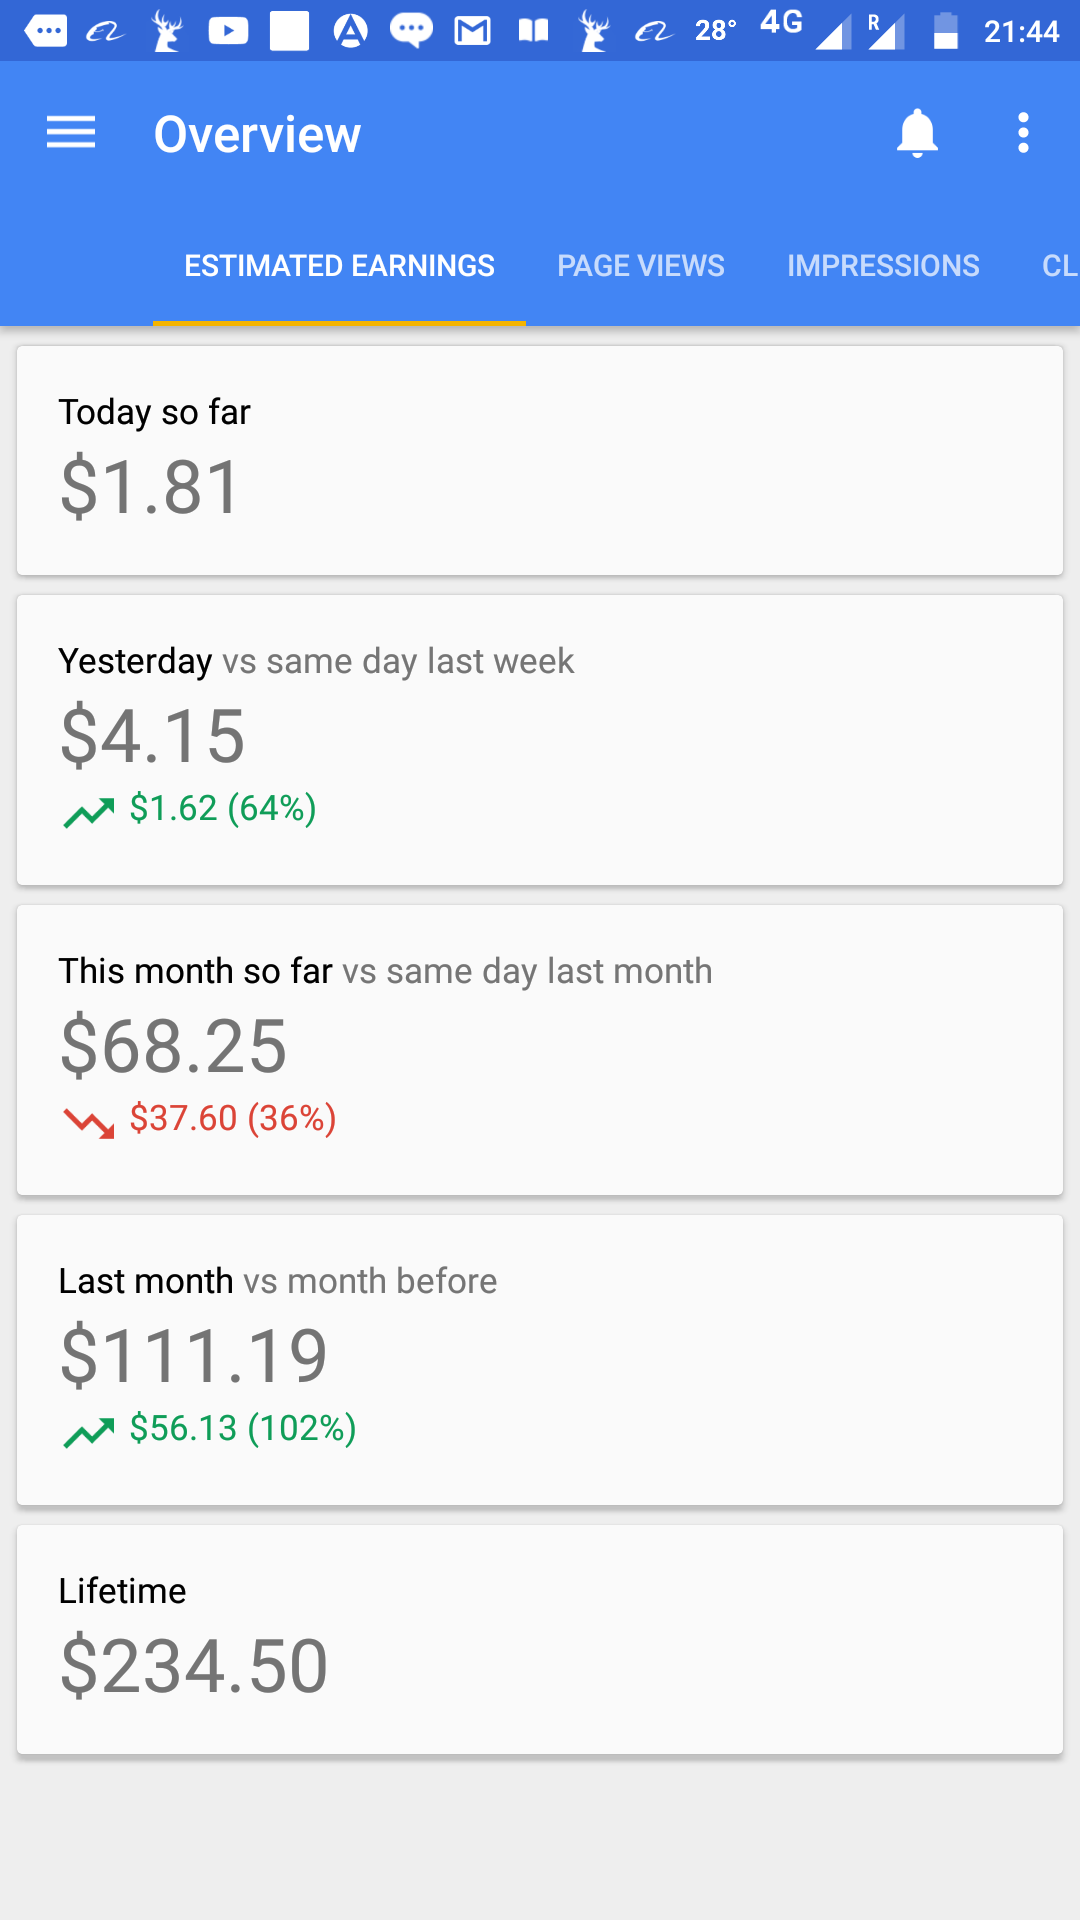 28° 4G R 21:44
Overview
ESTIMATED EARNINGS PAGE VIEWS IMPRESSIONS CL
Today so far
$1.81
Yesterday vs same day last week
$4.15
$1.62 (64%)
This month so far vs same day last month
$68.25
$37.60 (36%)
Last month vs month before
$111.19
$56.13 (102%)
Lifetime
$234.50